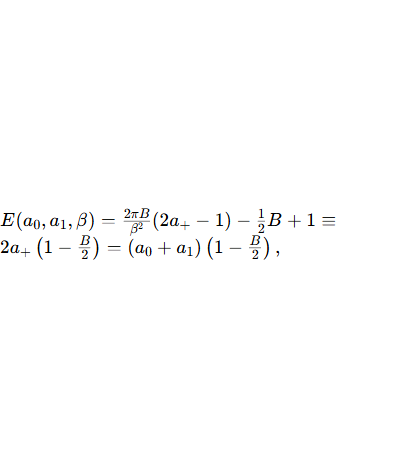 $E(a_0, a_1, \beta) = \frac{2\pi B}{\beta^2}(2a_+ - 1) - \frac{1}{2}B + 1 \equiv$
$2a_+ \left(1 - \frac{B}{2}\right) = (a_0 + a_1) \left(1 - \frac{B}{2}\right),$